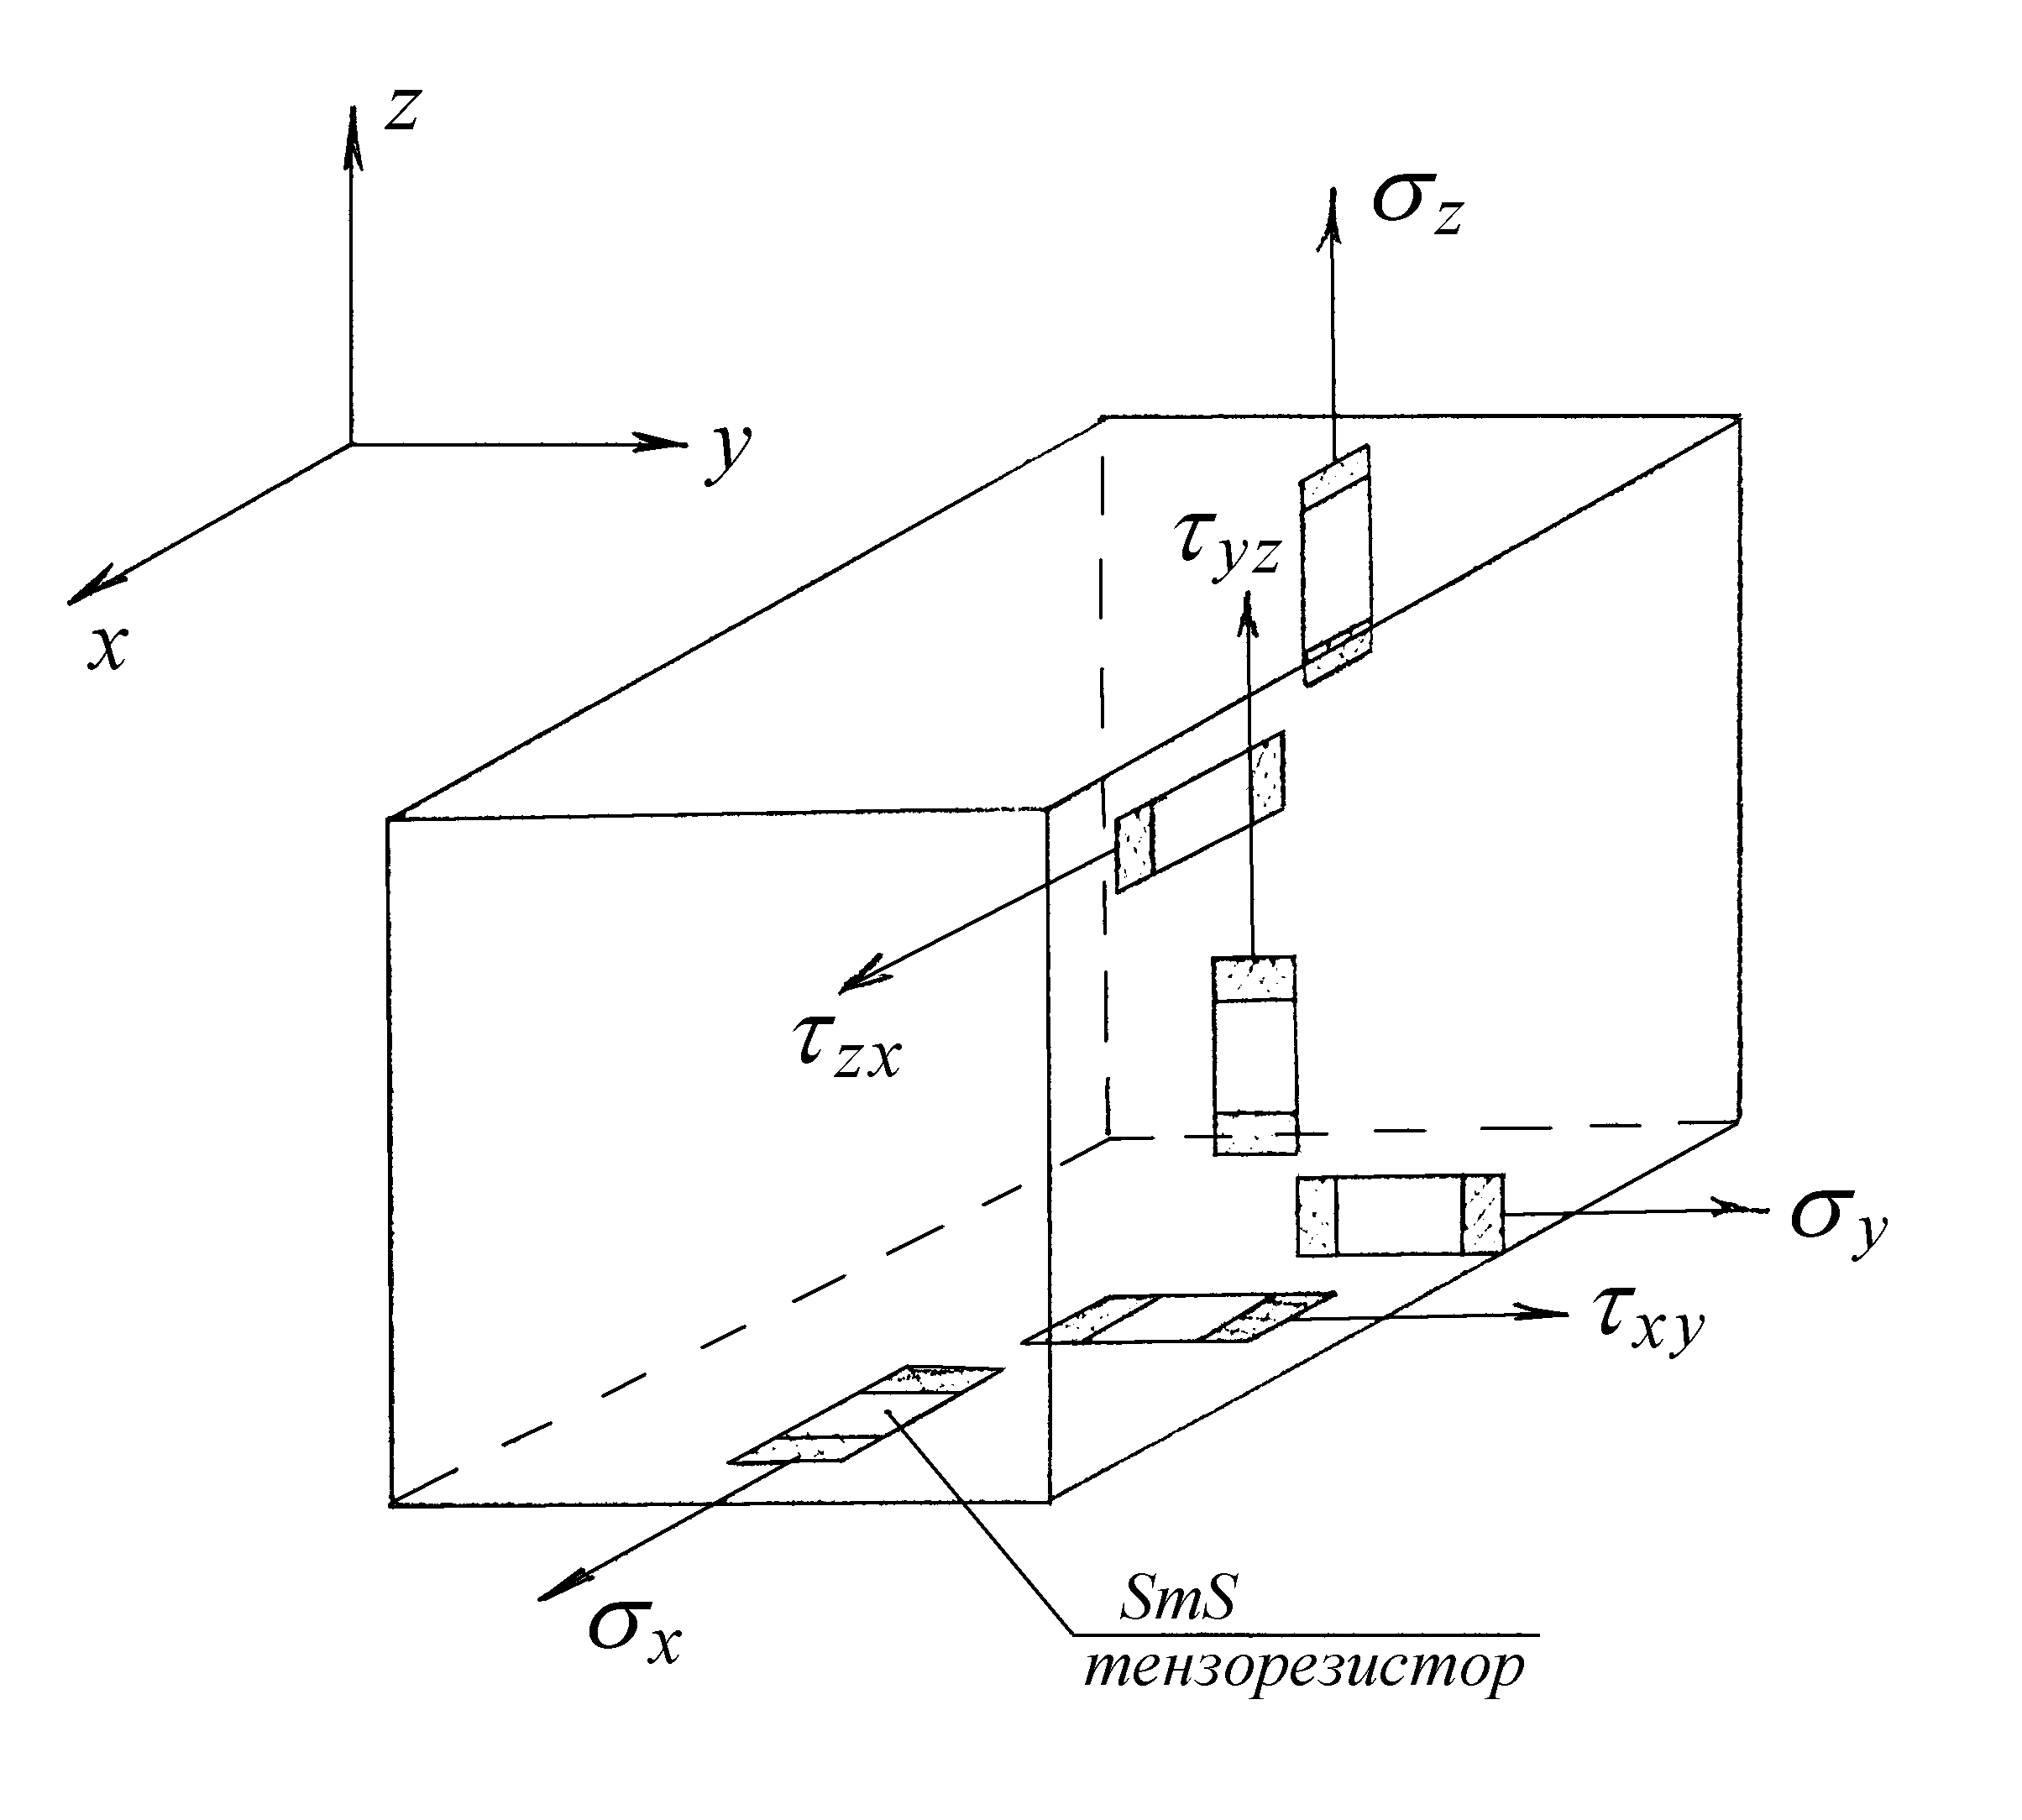 z
σz
y
τyz
x
τzx
σy
τxy
SmS
σx
тензорезистор